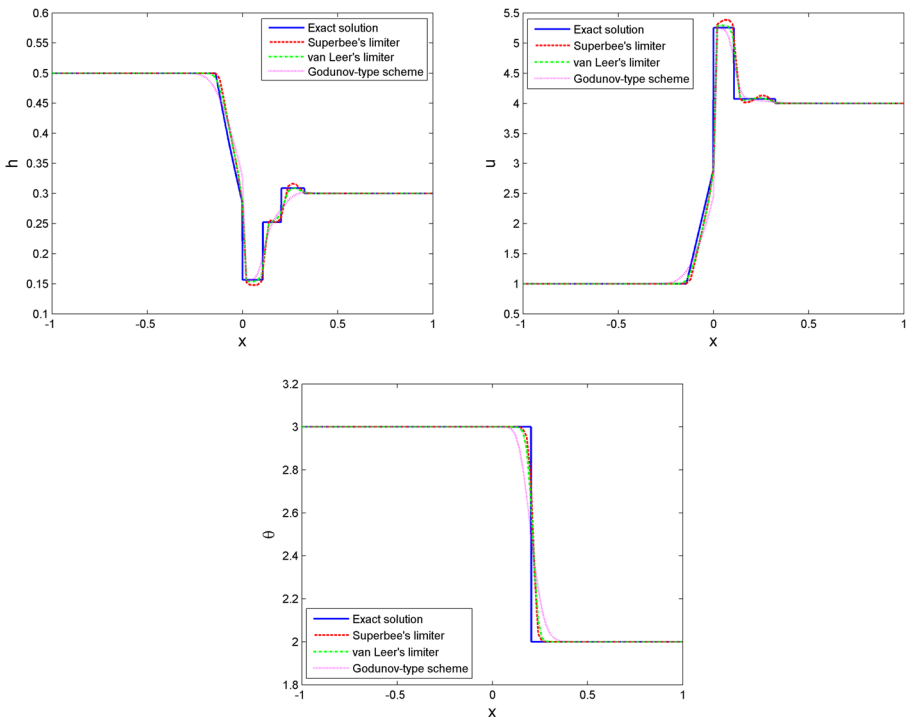 0.6
0.55
0.5
0.45
0.4
0.35
0.3
0.25
0.2
0.15
0.1
h
-1
-0.5
0
0.5
1
x
Exact solution
Superbee's limiter
van Leer's limiter
Godunov-type scheme
5.5
5
4.5
4
3.5
3
2.5
2
1.5
1
0.5
u
-1
-0.5
0
0.5
1
x
Exact solution
Superbee's limiter
van Leer's limiter
Godunov-type scheme
3.2
3
2.8
2.6
2.4
2.2
2
1.8
θ
-1
-0.5
0
0.5
1
x
Exact solution
Superbee's limiter
van Leer's limiter
Godunov-type scheme